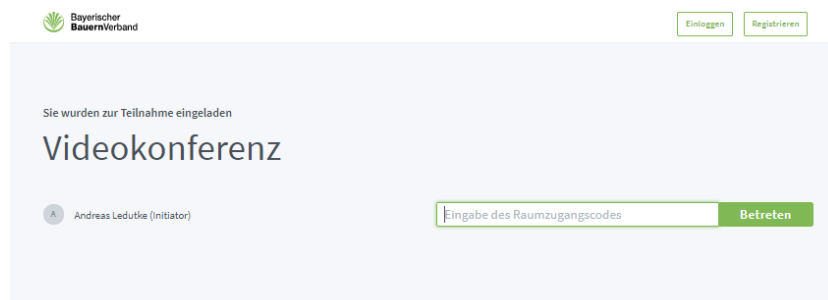 Bayerischer
BauernVerband
Einloggen
Registrieren
Sie wurden zur Teilnahme eingeladen
Videokonferenz
A
Andreas Ledutke (Initiator)
Eingabe des Raumzugangscodes
Betreten